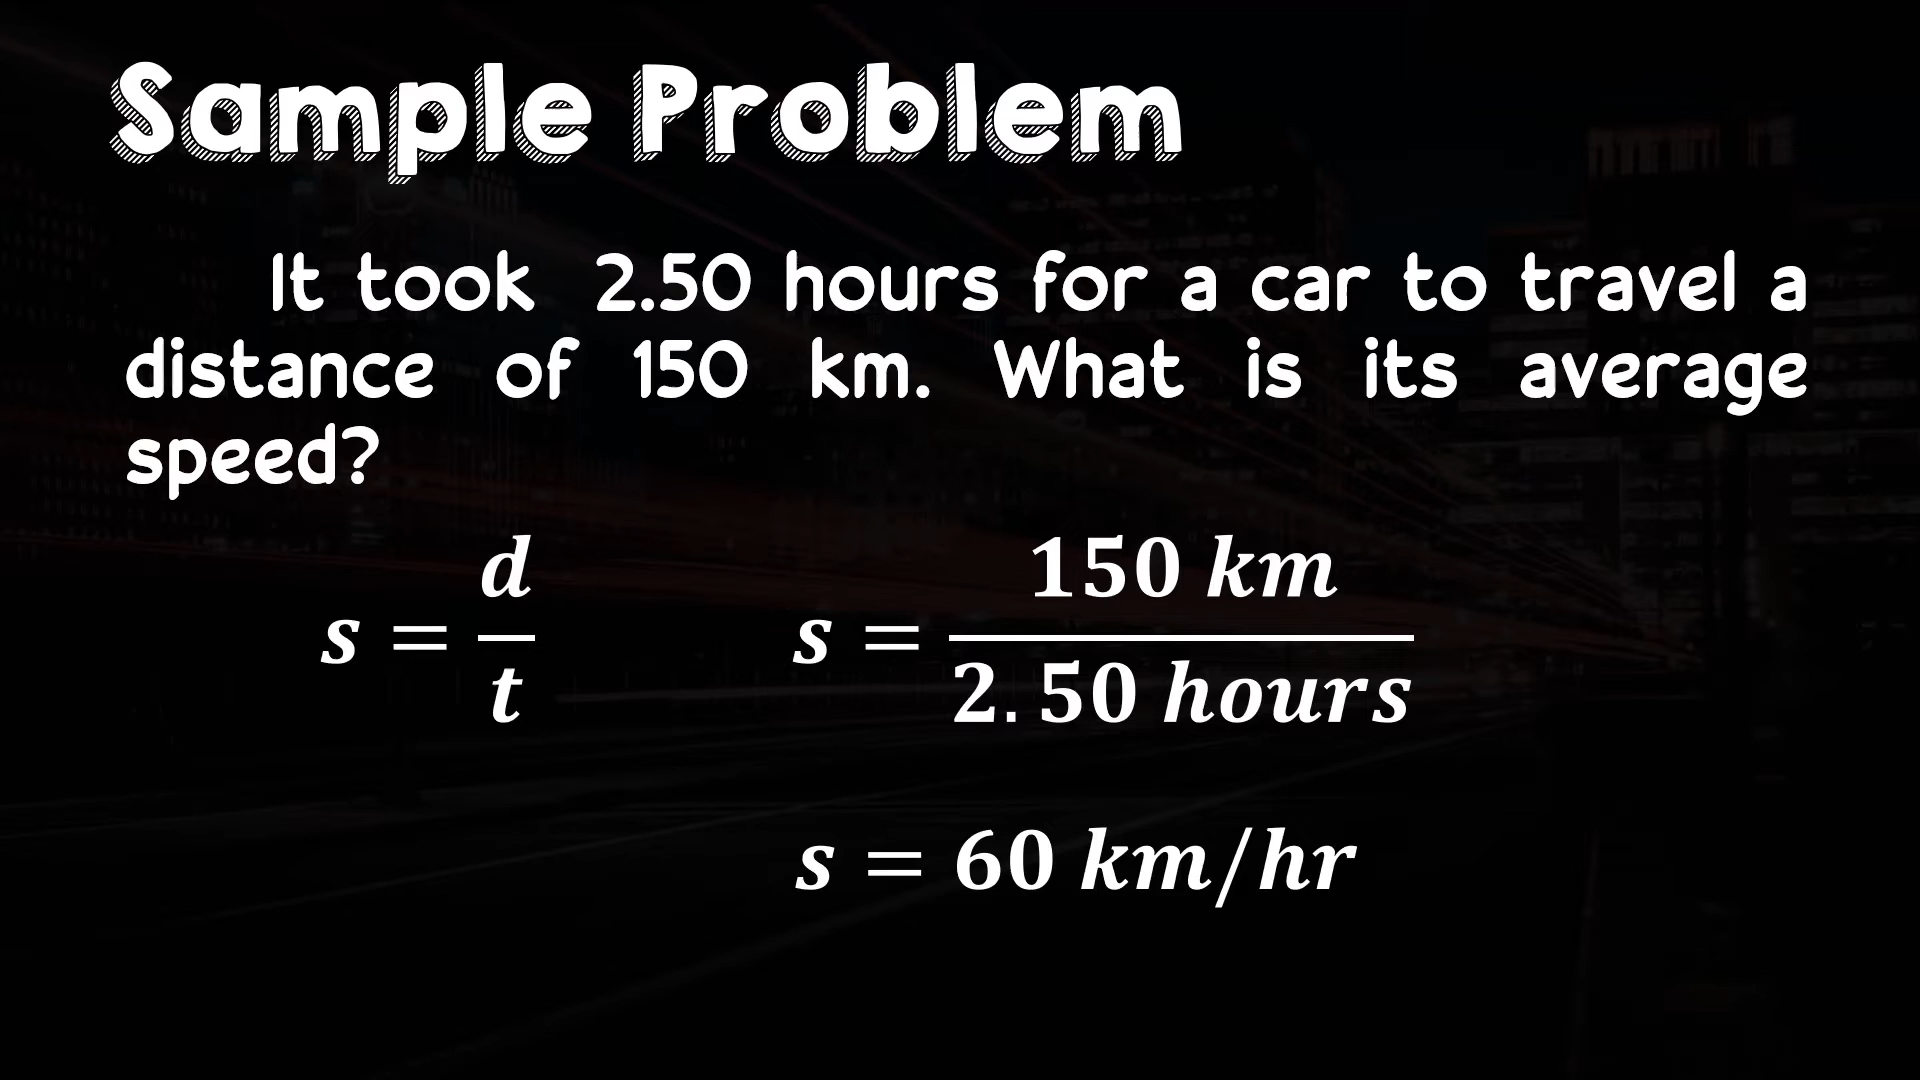 Sample Problem
It took 2.50 hours for a car to travel a
distance of 150 km. What is its average
speed?
s = d/t
s = 150 km / 2.50 hours
s = 60 km/hr